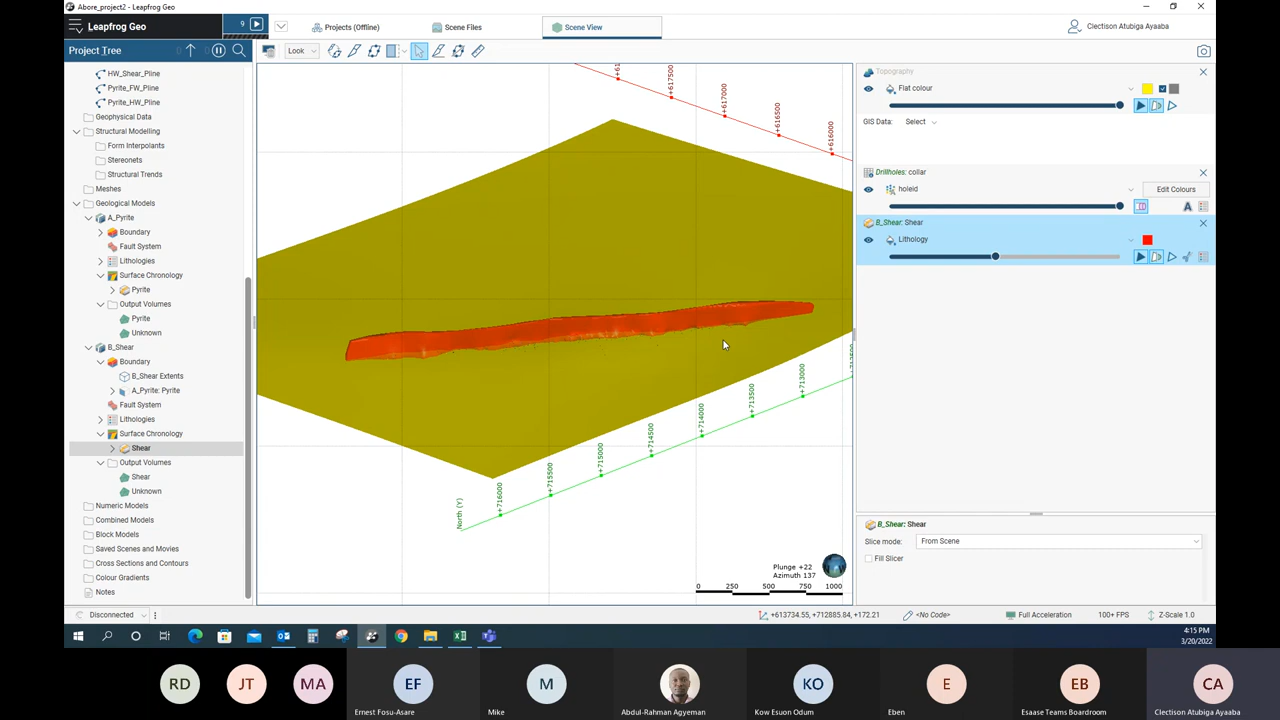 Abore_project2 - Leapfrog Geo
Leapfrog Geo
9
Projects (Offline)
Scene Files
Scene View
Clectison Atubiga Ayaaba
Project Tree
0
Look
HW_Shear_Pline
Pyrite_FW_Pline
Pyrite_HW_Pline
Geophysical Data
Structural Modelling
Form Interpolants
Stereonets
Structural Trends
Meshes
Geological Models
A_Pyrite
Boundary
Fault System
Lithologies
Surface Chronology
Pyrite
Output Volumes
Pyrite
Unknown
B_Shear
Boundary
B_Shear Extents
A_Pyrite: Pyrite
Fault System
Lithologies
Surface Chronology
Shear
Output Volumes
Shear
Unknown
Numeric Models
Combined Models
Block Models
Saved Scenes and Movies
Cross Sections and Contours
Colour Gradients
Notes
+617500
+617000
+616500
+616000
+713000
+713500
+714000
+714500
+715000
+715500
+716000
North (Y)
Plunge +22
Azimuth 137
0 250 500 750 1000
Topography
Flat colour
GIS Data: Select
Drillholes: collar
holeid
Edit Colours
A
B_Shear: Shear
Lithology
B_Shear: Shear
Slice mode: From Scene
Fill Slicer
Disconnected
+613734.55, +712885.84, +172.21
<No Code>
Full Acceleration
100+ FPS
Z-Scale 1.0
4:15 PM
3/20/2022
RD
JT
MA
EF
Ernest Fosu-Asare
M
Mike
Abdul-Rahman Agyeman
KO
Kow Esuon Odum
E
Eben
EB
Esaase Teams Boardroom
CA
Clectison Atubiga Ayaaba